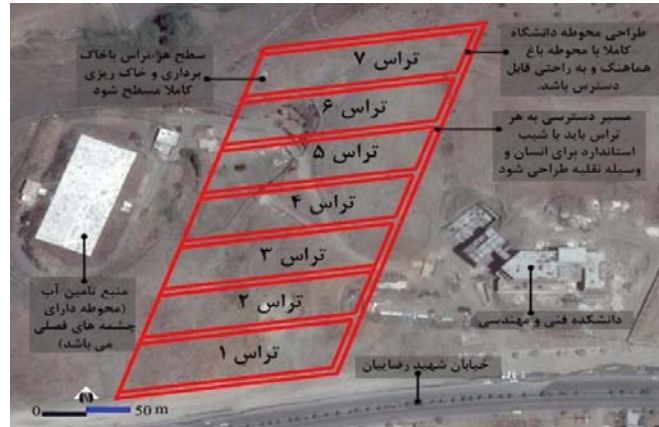 طراحی محوطه دانشگاه
کاملا با محوطه باغ
هماهنگ و به راحتی قابل
دسترس باشد.
سطح هر تراس باخاک
برداری و خاک ریزی
کاملا مسطح شود
مسیر دسترسی به هر
تراس باید با شیب
استاندارد برای انسان و
وسیله نقلیه طراحی شود
تراس ۷
تراس ۶
تراس ۵
تراس ۴
تراس ۳
تراس ۲
تراس ۱
منبع تامین آب
(محوطه دارای
چشمه های فصلی
می باشد)
دانشکده فنی و مهندسی
خیابان شهید رضاییان
N
0 50 m